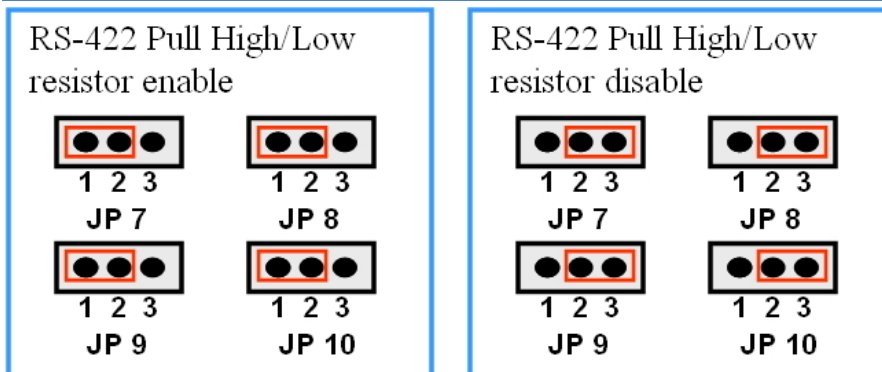 RS-422 Pull High/Low
resistor enable
1 2 3
JP 7
1 2 3
JP 8
1 2 3
JP 9
1 2 3
JP 10
RS-422 Pull High/Low
resistor disable
1 2 3
JP 7
1 2 3
JP 8
1 2 3
JP 9
1 2 3
JP 10